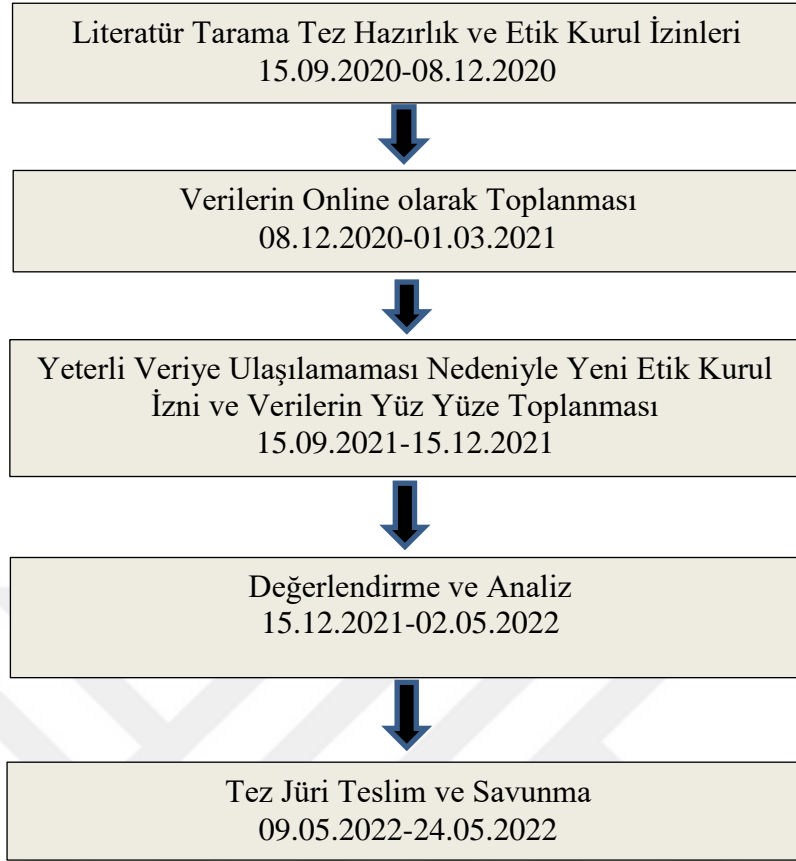 Literatür Tarama Tez Hazırlık ve Etik Kurul İzinleri
15.09.2020-08.12.2020
Verilerin Online olarak Toplanması
08.12.2020-01.03.2021
Yeterli Veriye Ulaşılamaması Nedeniyle Yeni Etik Kurul
İzni ve Verilerin Yüz Yüze Toplanması
15.09.2021-15.12.2021
Değerlendirme ve Analiz
15.12.2021-02.05.2022
Tez Jüri Teslim ve Savunma
09.05.2022-24.05.2022